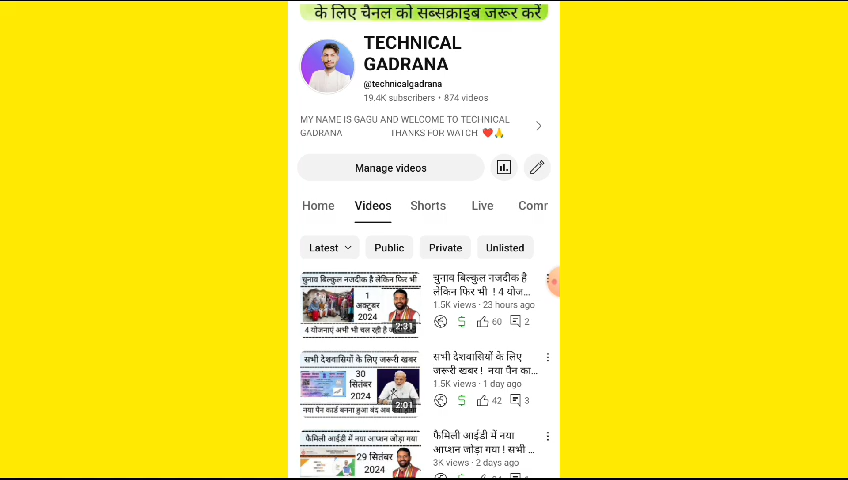 के लिए चैनल को सब्सक्राइब जरूर करें
TECHNICAL
GADRANA
@technicalgadrana
19.4K subscribers • 874 videos
MY NAME IS GAGU AND WELCOME TO TECHNICAL
GADRANA THANKS FOR WATCH ❤️🙏
Manage videos
Home Videos Shorts Live Comr
Latest Public Private Unlisted
चुनाव बिल्कुल नजदीक है लेकिन फिर भी
1
अक्टूबर
2024
2:31
4 योजनाएं अभी भी चल रही है
चुनाव बिल्कुल नजदीक है
लेकिन फिर भी ! 4 योज...
1.5K views • 23 hours ago
60 2
सभी देशवासियों के लिए जरूरी खबर
30
सितंबर
2024
2:01
नया पैन कार्ड बनना हुआ बंद अब
सभी देशवासियों के लिए
जरूरी खबर ! नया पैन का...
1.5K views • 1 day ago
42 3
फैमिली आईडी में नया आप्शन जोड़ा गया
29 सितंबर
2024
फैमिली आईडी में नया
आप्शन जोड़ा गया ! सभी ...
3K views • 2 days ago